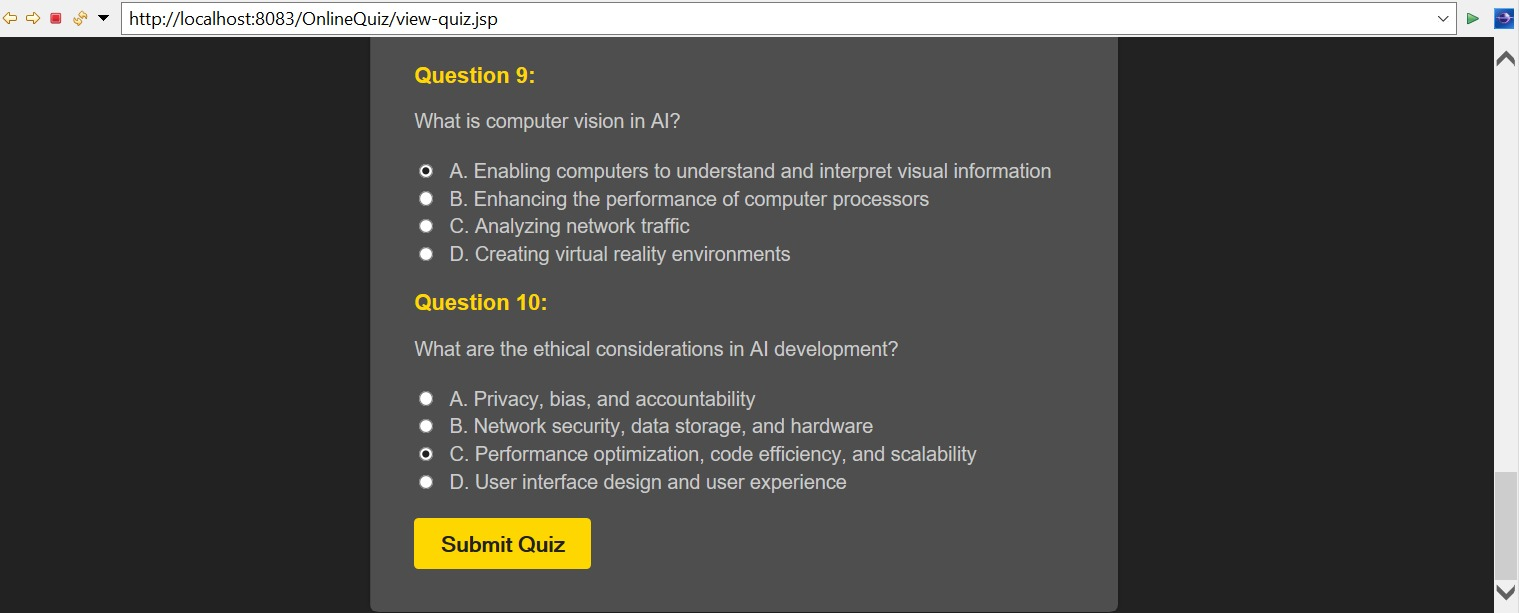 http://localhost:8083/OnlineQuiz/view-quiz.jsp
Question 9:
What is computer vision in AI?
A. Enabling computers to understand and interpret visual information
B. Enhancing the performance of computer processors
C. Analyzing network traffic
D. Creating virtual reality environments
Question 10:
What are the ethical considerations in AI development?
A. Privacy, bias, and accountability
B. Network security, data storage, and hardware
C. Performance optimization, code efficiency, and scalability
D. User interface design and user experience
Submit Quiz